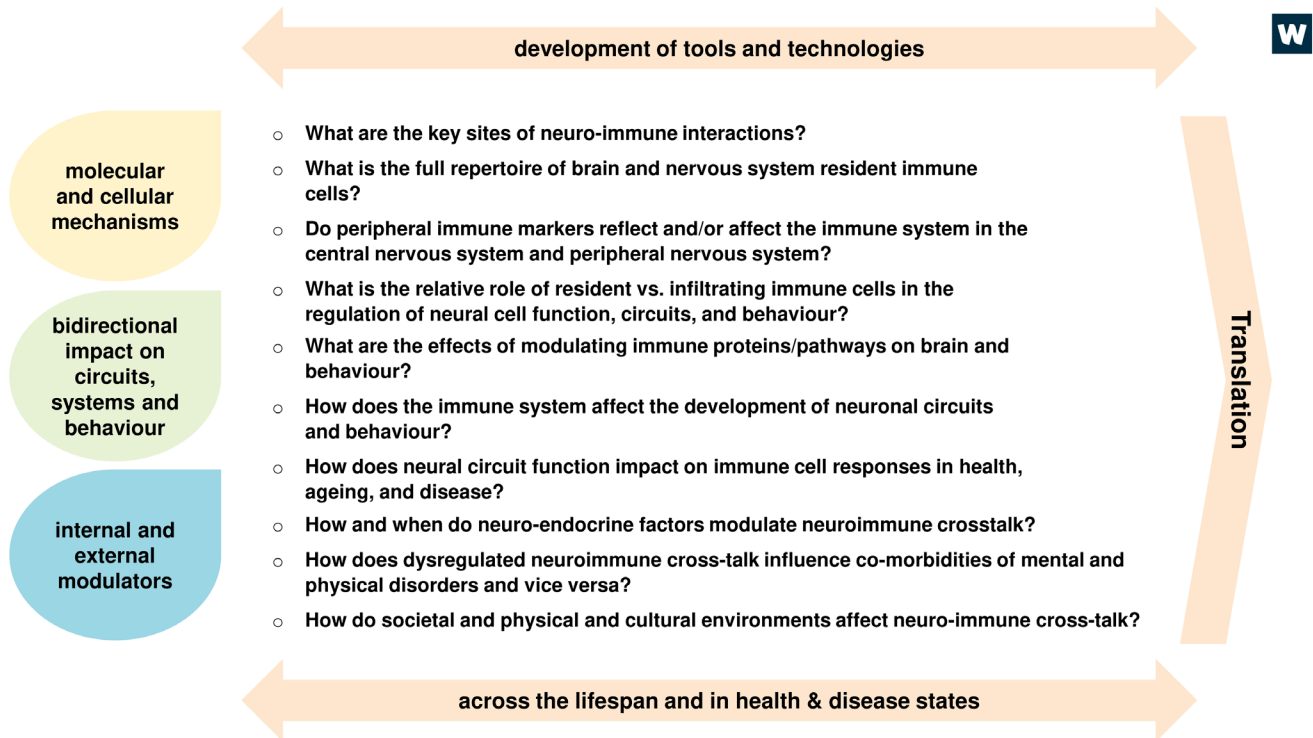 development of tools and technologies
W
molecular
and cellular
mechanisms
bidirectional
impact on
circuits,
systems and
behaviour
internal and
external
modulators
○ What are the key sites of neuro-immune interactions?
○ What is the full repertoire of brain and nervous system resident immune
cells?
○ Do peripheral immune markers reflect and/or affect the immune system in the
central nervous system and peripheral nervous system?
○ What is the relative role of resident vs. infiltrating immune cells in the
regulation of neural cell function, circuits, and behaviour?
○ What are the effects of modulating immune proteins/pathways on brain and
behaviour?
○ How does the immune system affect the development of neuronal circuits
and behaviour?
○ How does neural circuit function impact on immune cell responses in health,
ageing, and disease?
○ How and when do neuro-endocrine factors modulate neuroimmune crosstalk?
○ How does dysregulated neuroimmune cross-talk influence co-morbidities of mental and
physical disorders and vice versa?
○ How do societal and physical and cultural environments affect neuro-immune cross-talk?
Translation
across the lifespan and in health & disease states